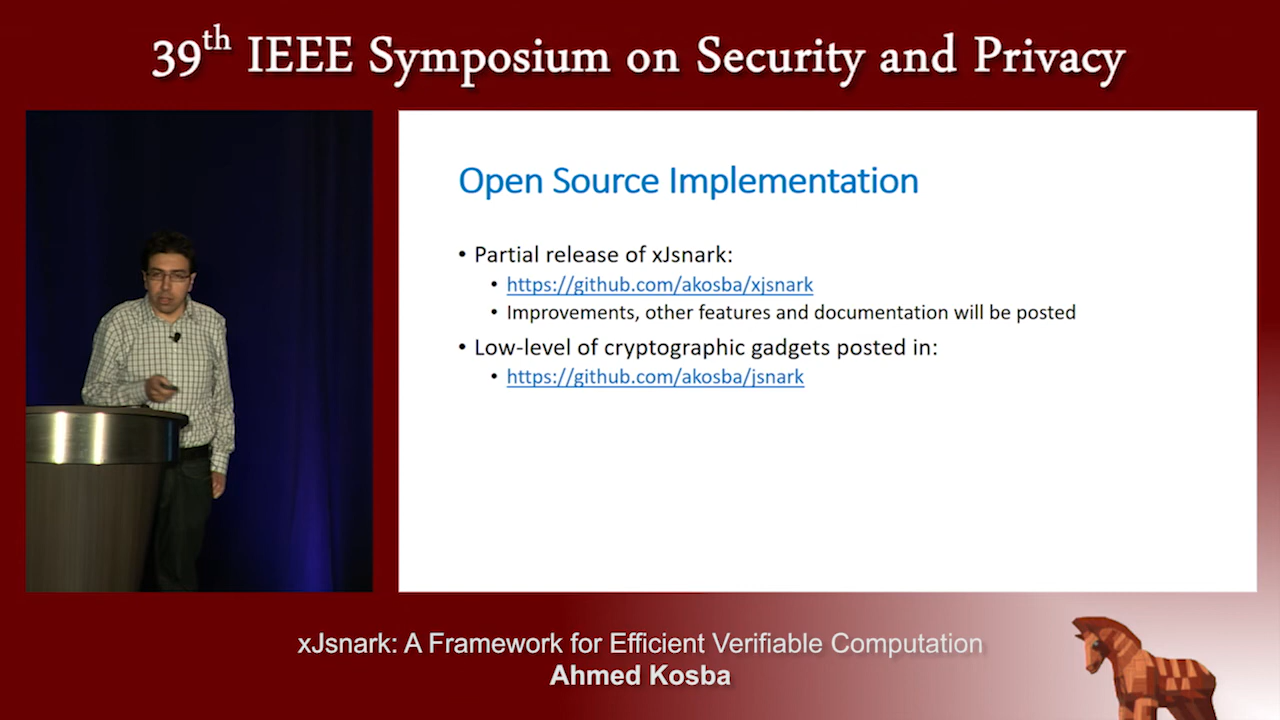 39th IEEE Symposium on Security and Privacy
Open Source Implementation
• Partial release of xJsnark:
• https://github.com/akosba/xjsnark
• Improvements, other features and documentation will be posted
• Low-level of cryptographic gadgets posted in:
• https://github.com/akosba/jsnark
xJsnark: A Framework for Efficient Verifiable Computation
Ahmed Kosba